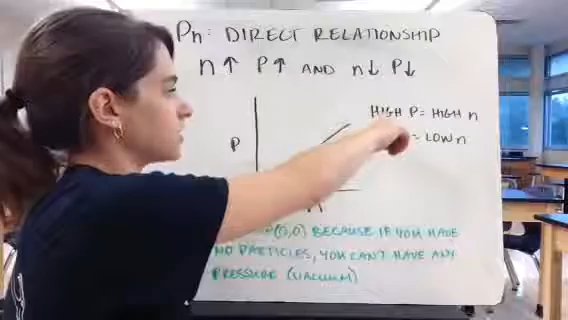 Pn: DIRECT RELATIONSHIP
n↑ P↑ AND n↓ P↓
HIGH P = HIGH n
= LOW n
P
n
(0,0) BECAUSE IF YOU HAVE
NO PARTICLES, YOU CAN'T HAVE ANY
PRESSURE (VACUUM)